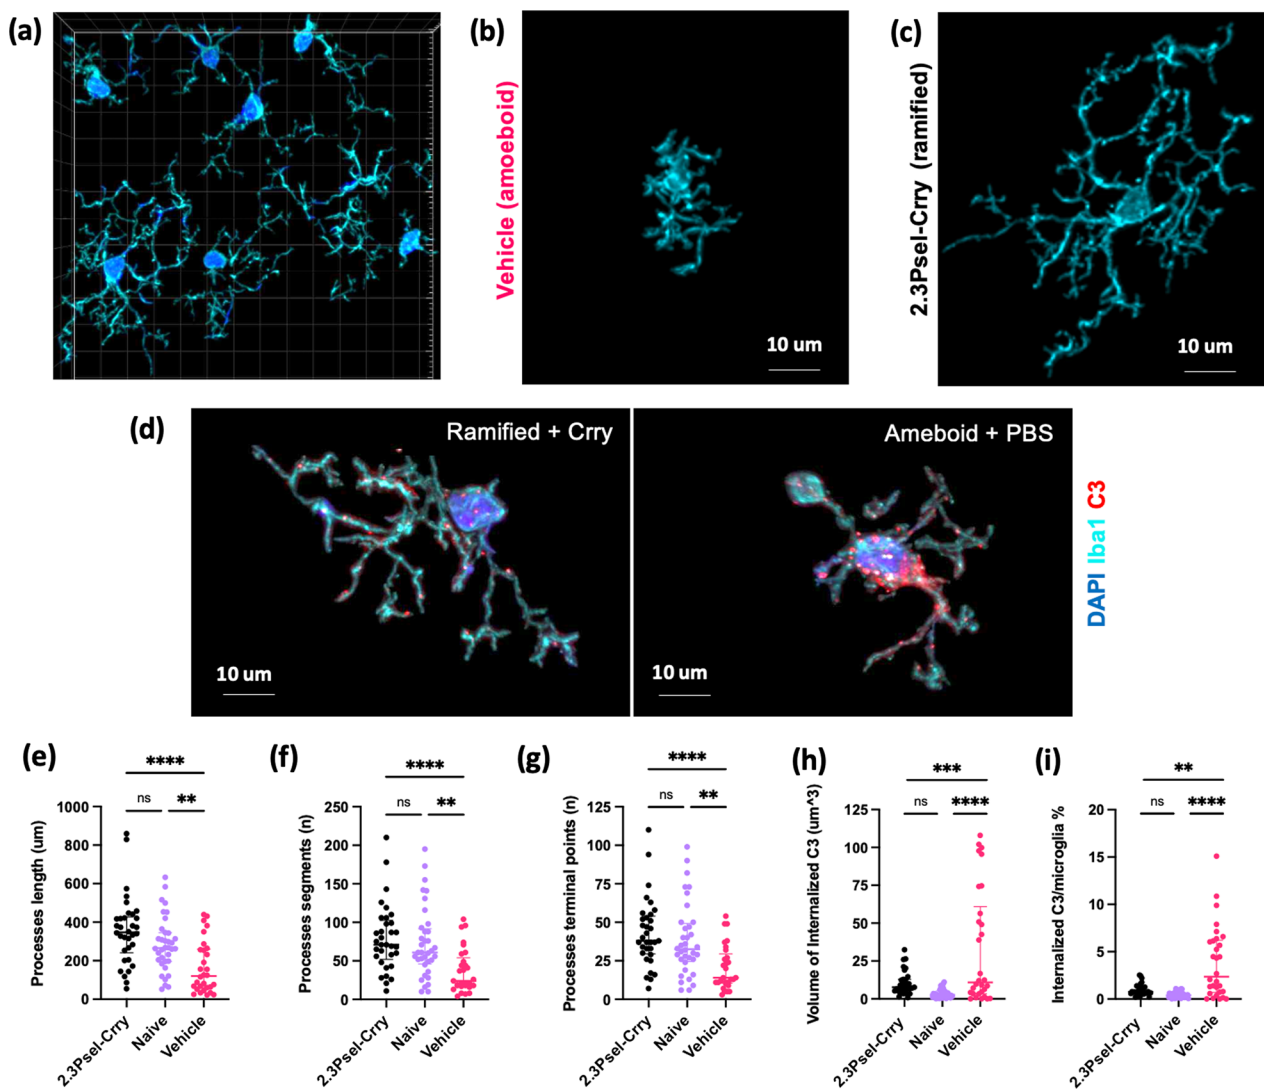 (a)
(b)
Vehicle (amoeboid)
10 um
(c)
2.3Psel-Crry (ramified)
10 um
(d)
Ramified + Crry
10 um
Ameboid + PBS
10 um
DAPI Iba1 C3
(e)
****
ns
**
Processes length (um)
1000
800
600
400
200
0
2.3Psel-Crry
Naive
Vehicle
(f)
****
ns
**
Processes segments (n)
250
200
150
100
50
0
2.3Psel-Crry
Naive
Vehicle
(g)
****
ns
**
Processes terminal points (n)
125
100
75
50
25
0
2.3Psel-Crry
Naive
Vehicle
(h)
***
ns
****
Volume of Internalized C3 (um^3)
125
100
75
50
25
0
2.3Psel-Crry
Naive
Vehicle
(i)
**
ns
****
Internalized C3/microglia %
20
15
10
5
0
2.3Psel-Crry
Naive
Vehicle